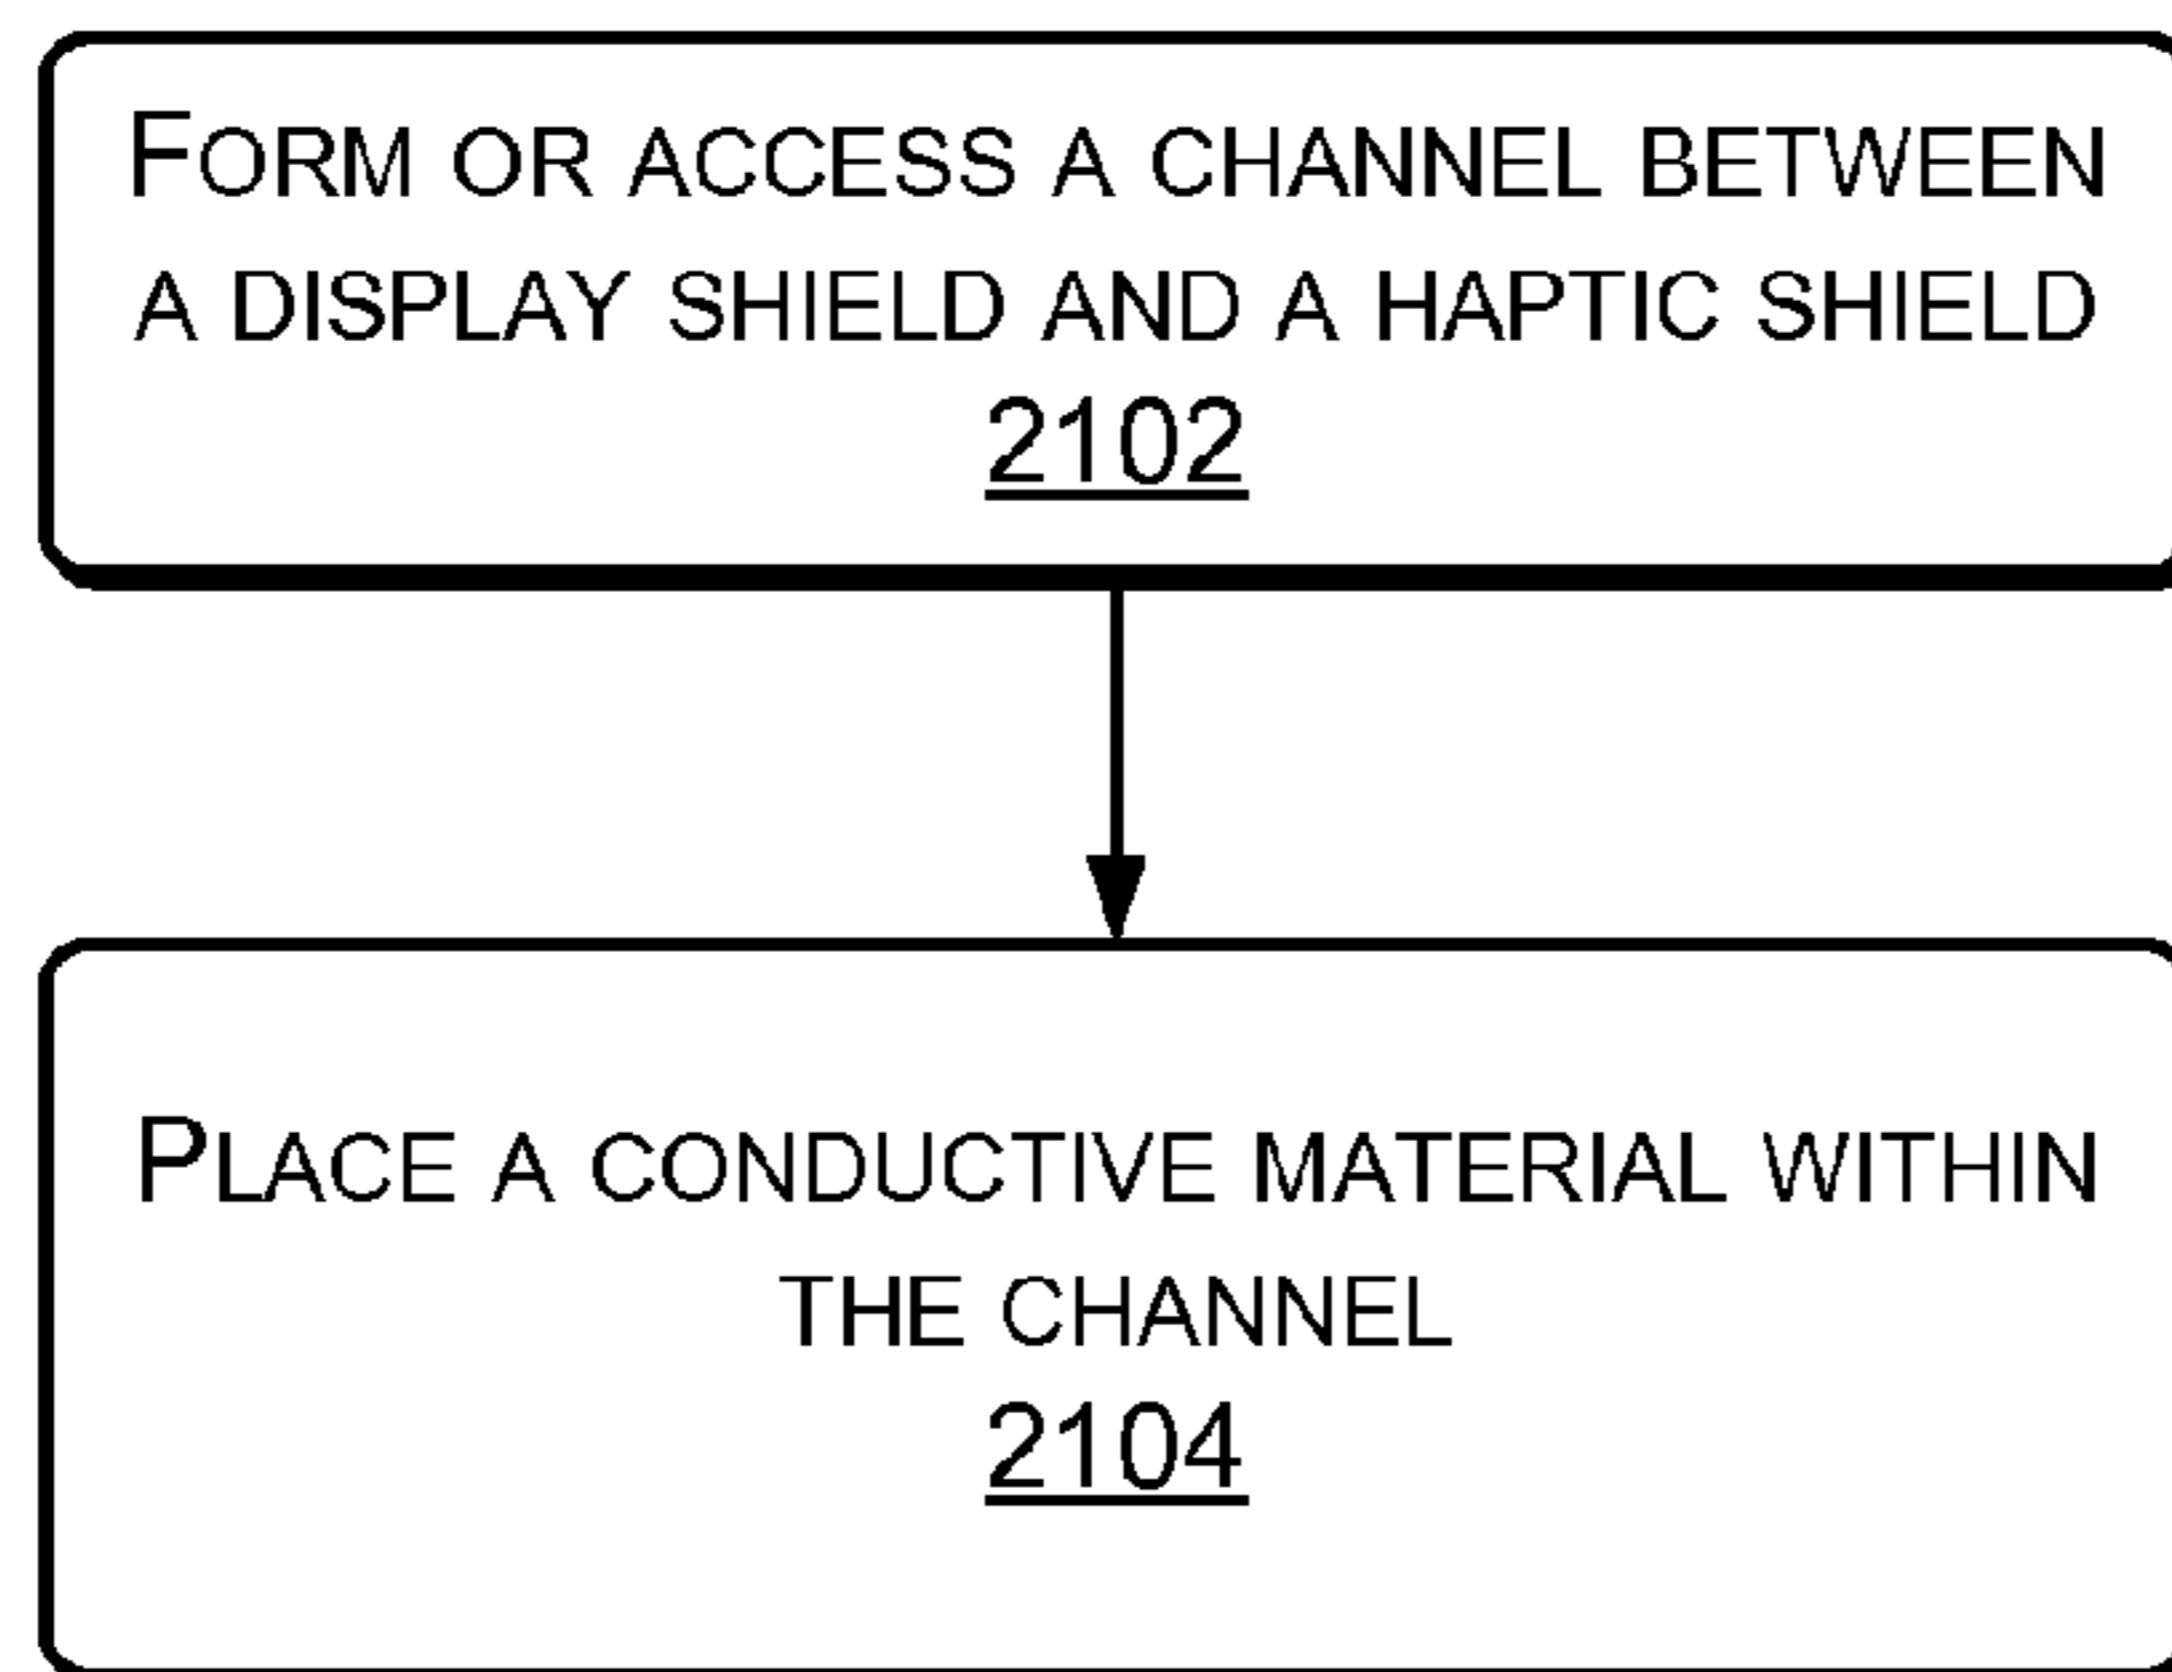 FORM OR ACCESS A CHANNEL BETWEEN
A DISPLAY SHIELD AND A HAPTIC SHIELD
2102
PLACE A CONDUCTIVE MATERIAL WITHIN
THE CHANNEL
2104